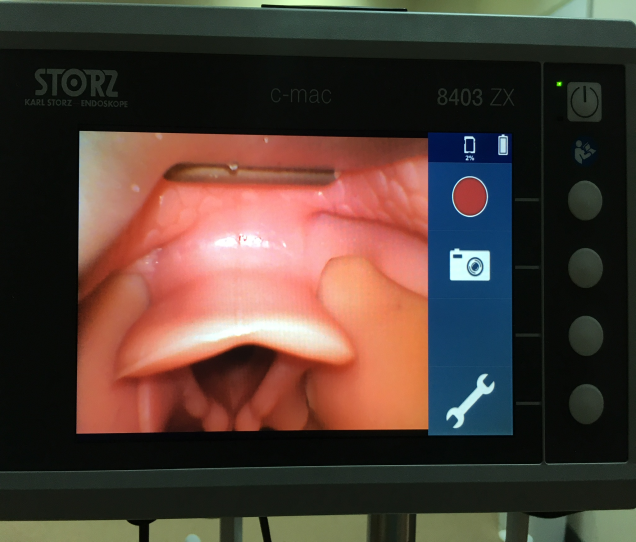 STORZ
KARL STORZ - ENDOSKOPE
c-mac
8403 ZX
2%